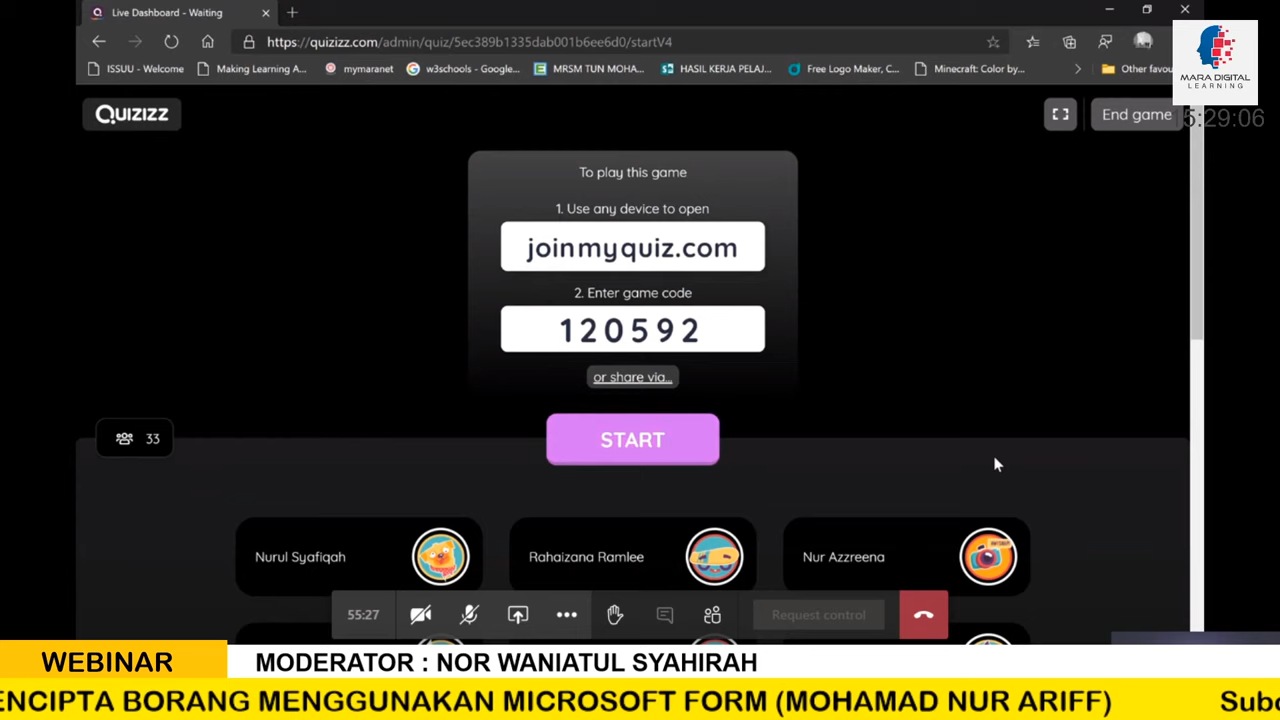 Live Dashboard - Waiting
https://quizizz.com/admin/quiz/5ec389b1335dab001b6ee6d0/startV4
ISSUU - Welcome
Making Learning A...
mymaranet
w3schools - Google...
MRSM TUN MOHA...
HASIL KERJA PELAJ...
Free Logo Maker, C...
Minecraft: Color by...
Other favou
MARA DIGITAL
LEARNING
Quizizz
End game
5:29:06
To play this game
1. Use any device to open
joinmyquiz.com
2. Enter game code
120592
or share via...
33
START
Nurul Syafiqah
Rahaizana Ramlee
Nur Azzreena
55:27
Request control
WEBINAR
MODERATOR : NOR WANIATUL SYAHIRAH
ENCIPTA BORANG MENGGUNAKAN MICROSOFT FORM (MOHAMAD NUR ARIFF)